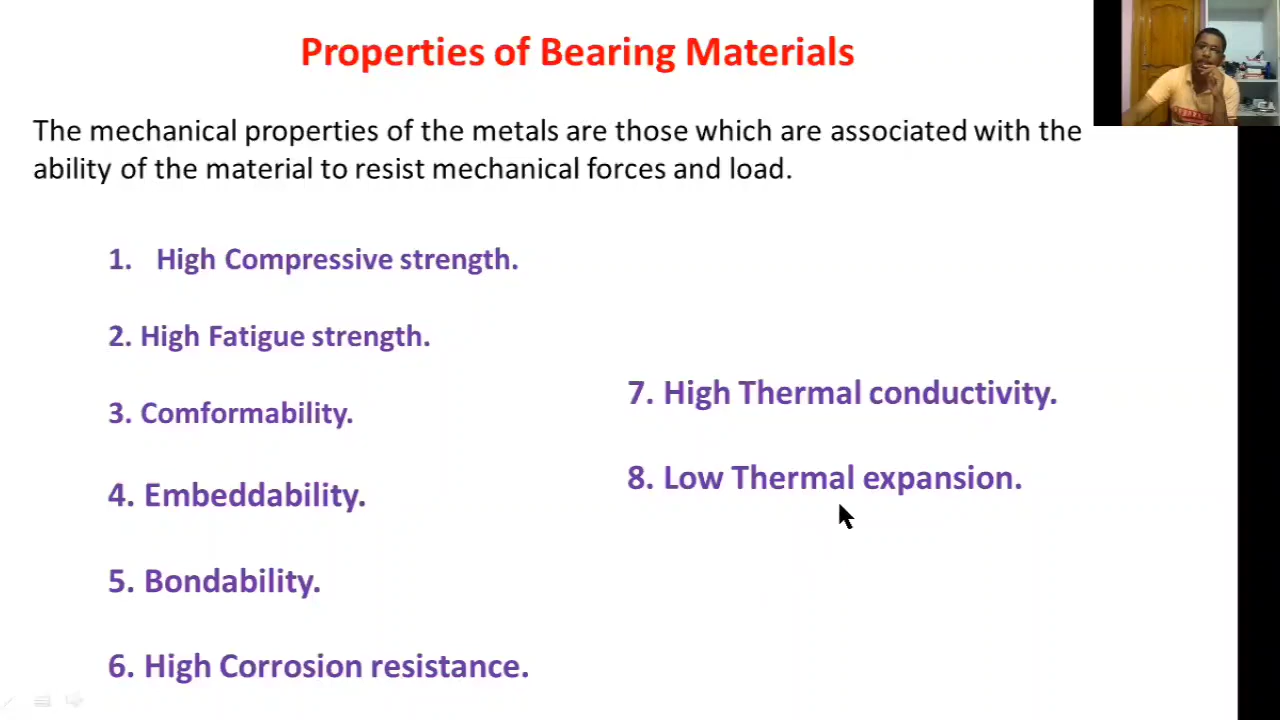 Properties of Bearing Materials
The mechanical properties of the metals are those which are associated with the
ability of the material to resist mechanical forces and load.
1. High Compressive strength.
2. High Fatigue strength.
3. Comformability.
4. Embeddability.
5. Bondability.
6. High Corrosion resistance.
7. High Thermal conductivity.
8. Low Thermal expansion.